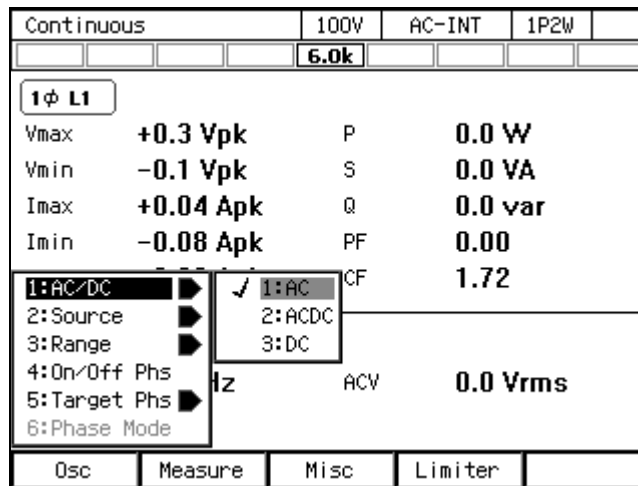 Continuous 100V AC-INT 1P2W
6.0k
1ϕ L1
Vmax +0.3 Vpk P 0.0 W
Vmin -0.1 Vpk S 0.0 VA
Imax +0.04 Apk Q 0.0 var
Imin -0.08 Apk PF 0.00
1:AC/DC ✓ 1:AC CF 1.72
2:Source 2:ACDC
3:Range 3:DC
4:On/Off Phs
5:Target Phs Hz ACV 0.0 Vrms
6:Phase Mode
Osc Measure Misc Limiter